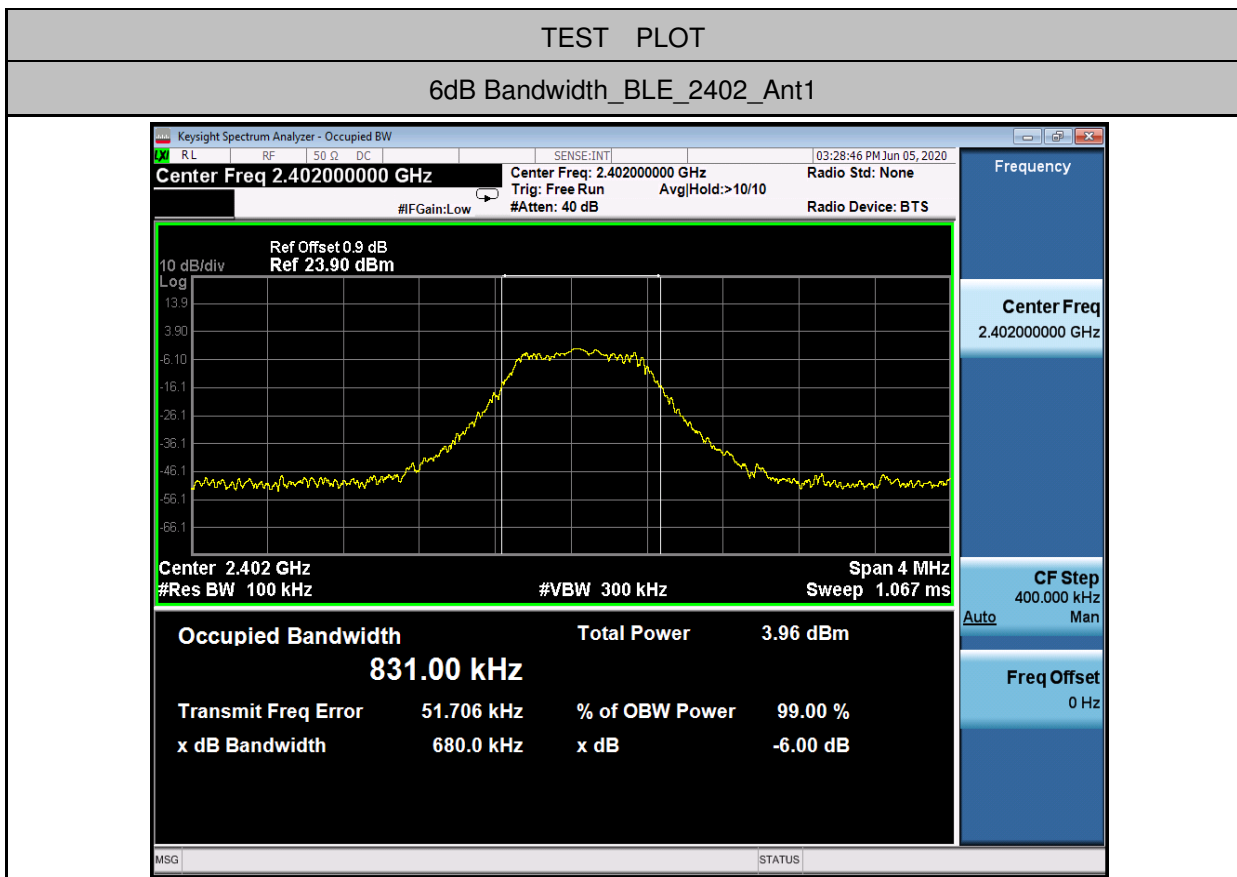 TEST PLOT
6dB Bandwidth_BLE_2402_Ant1
Keysight Spectrum Analyzer - Occupied BW
LXI RL RF 50 Ω DC SENSE:INT 03:28:46 PM Jun 05, 2020
Center Freq 2.402000000 GHz
Center Freq: 2.402000000 GHz
Radio Std: None
Trig: Free Run Avg|Hold:>10/10
#IFGain:Low #Atten: 40 dB Radio Device: BTS
Ref Offset 0.9 dB
10 dB/div Ref 23.90 dBm
Log
13.9
3.90
-6.10
-16.1
-26.1
-36.1
-46.1
-56.1
-66.1
Center 2.402 GHz Span 4 MHz
#Res BW 100 kHz #VBW 300 kHz Sweep 1.067 ms
Occupied Bandwidth Total Power 3.96 dBm
831.00 kHz
Transmit Freq Error 51.706 kHz % of OBW Power 99.00 %
x dB Bandwidth 680.0 kHz x dB -6.00 dB
MSG STATUS
Frequency
Center Freq
2.402000000 GHz
CF Step
400.000 kHz
Auto Man
Freq Offset
0 Hz